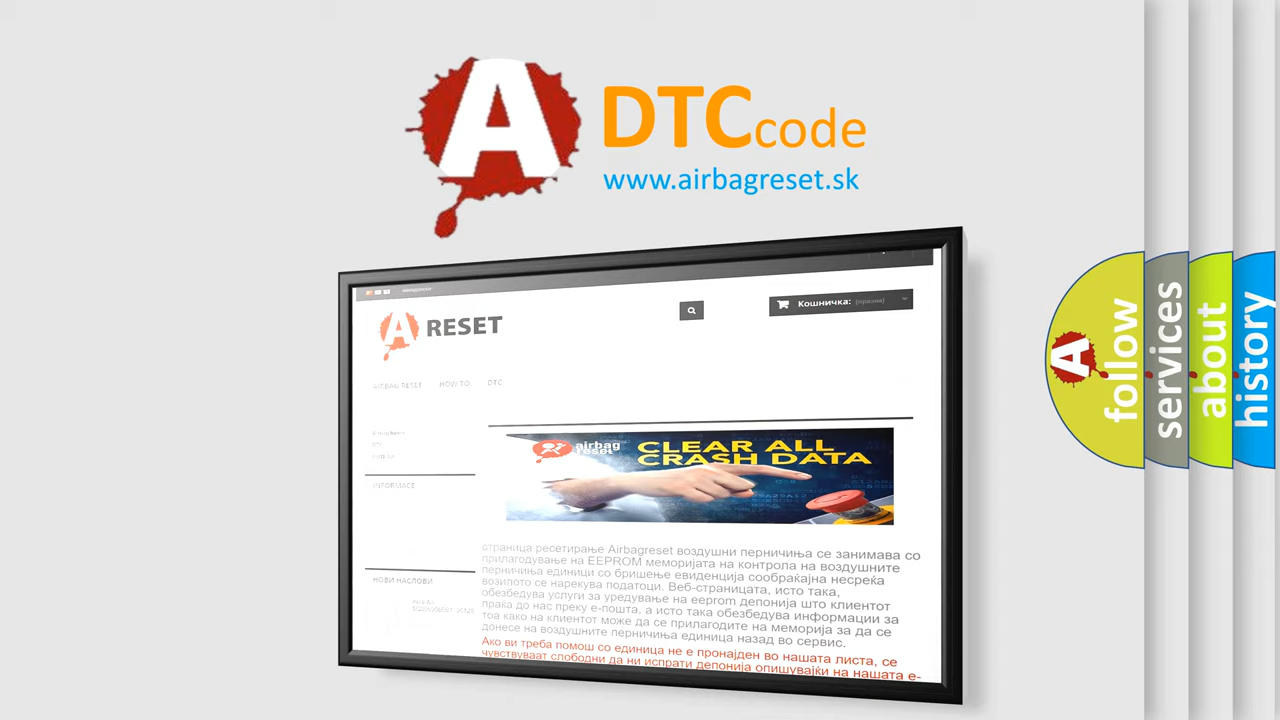 A
DTCcode
www.airbagreset.sk
A RESET
Кошничка: (празна)
AIRBAG RESET HOW TO DTC
airbag
reset
CLEAR ALL
CRASH DATA
INFORMACE
НОВИ НАСЛОВИ
страница ресетирање Airbagreset воздушни перничиња се занимава со
прилагодување на EEPROM меморијата на контрола на воздушните
перничиња единици со бришење евиденција сообраќајна несреќа
возилото се нарекува податоци. Веб-страницата, исто така,
обезбедува услуги за уредување на eeprom депонија што клиентот
праќа до нас преку е-пошта, а исто така обезбедува информации за
тоа како на клиентот може да се прилагодите на меморија за да се
донесе на воздушните перничиња единица назад во сервис.
Ако ви треба помош со единица не е пронајден во нашата листа, се
чувствуваат слободни да ни испрати депонија опишувајќи на нашата е-
A
follow
services
about
history